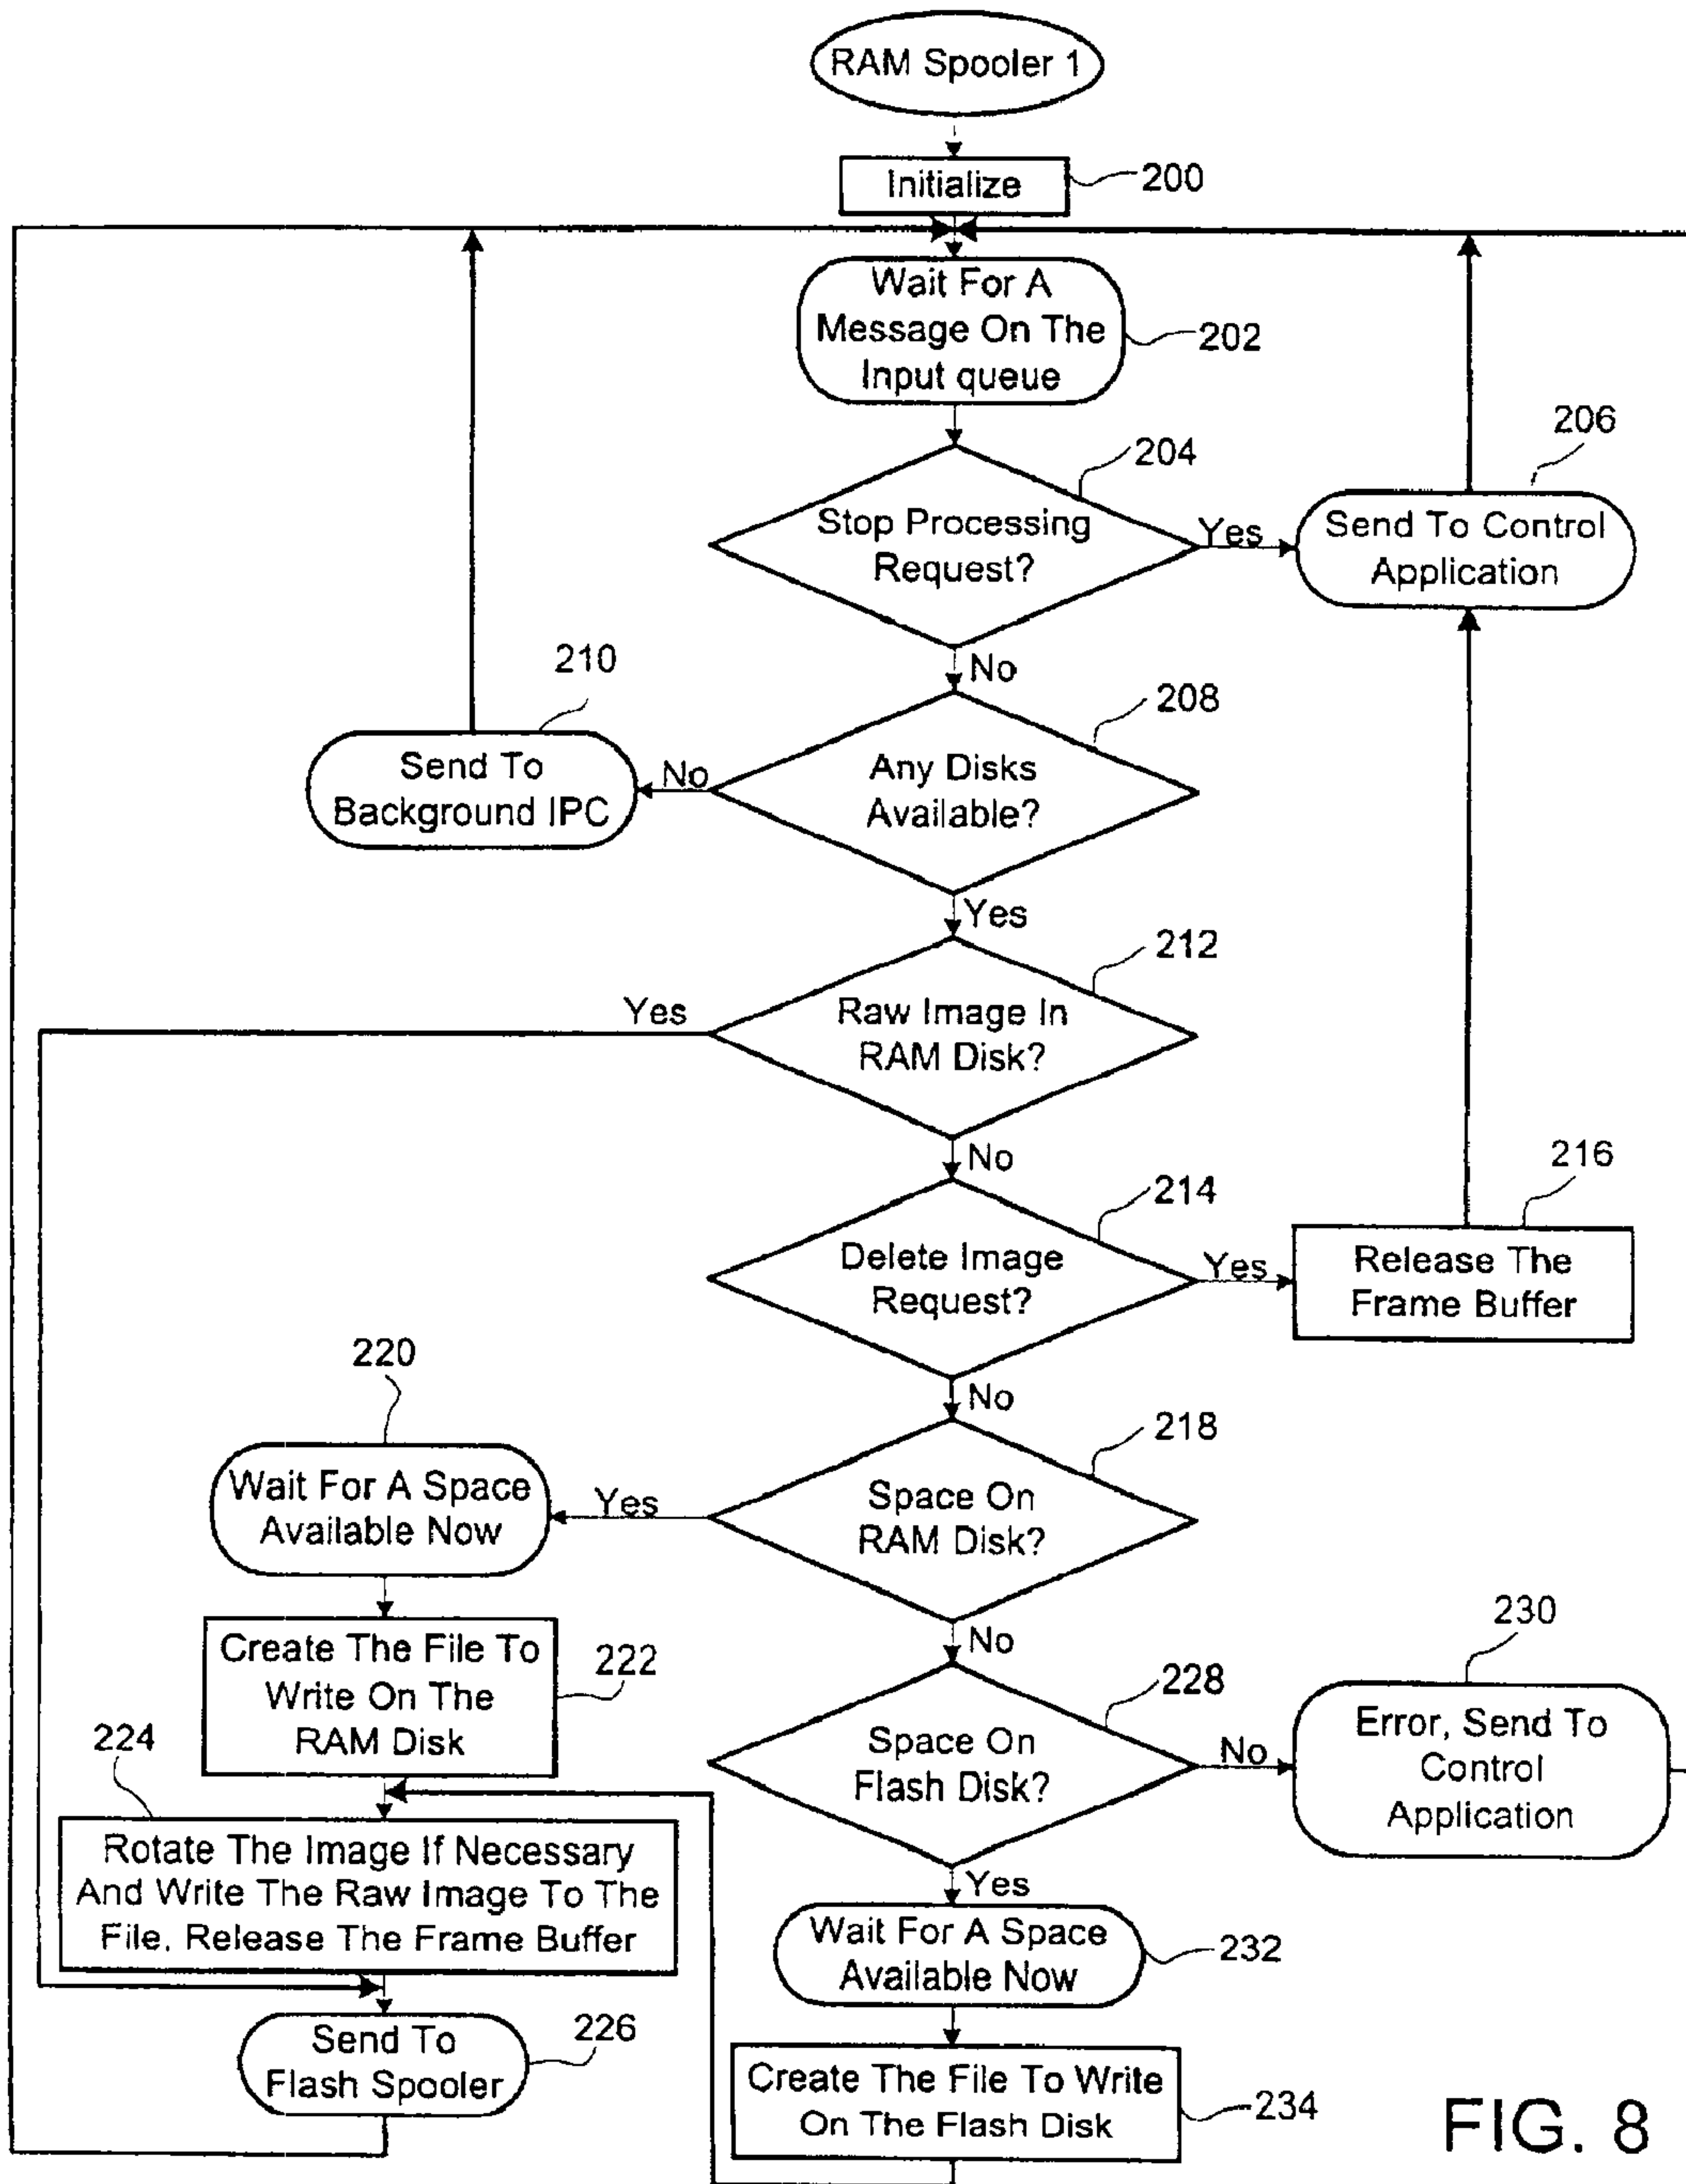 RAM Spooler 1
Initialize
200
Wait For A
Message On The
Input queue
202
204
Stop Processing
Request?
Yes
206
Send To Control
Application
No
208
Any Disks
Available?
No
210
Send To
Background IPC
Yes
212
Raw Image In
RAM Disk?
Yes
No
214
Delete Image
Request?
Yes
216
Release The
Frame Buffer
No
218
Space On
RAM Disk?
Yes
220
Wait For A Space
Available Now
Create The File To
Write On The
RAM Disk
222
No
228
Space On
Flash Disk?
No
230
Error, Send To
Control
Application
224
Rotate The Image If Necessary
And Write The Raw Image To The
File. Release The Frame Buffer
Yes
Wait For A Space
Available Now
232
Send To
Flash Spooler
226
Create The File To Write
On The Flash Disk
234
FIG. 8